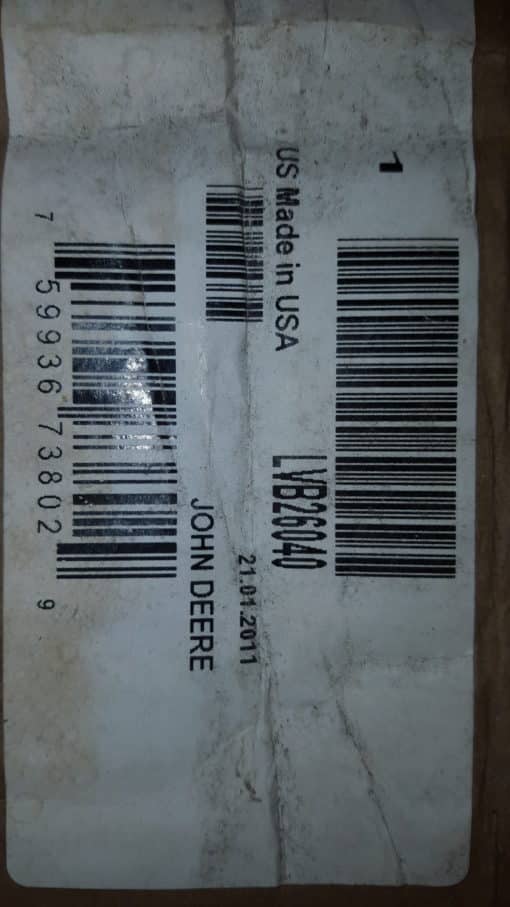 1
LVB26040
US Made in USA
21.01.2011
JOHN DEERE
7 59936 73802 9